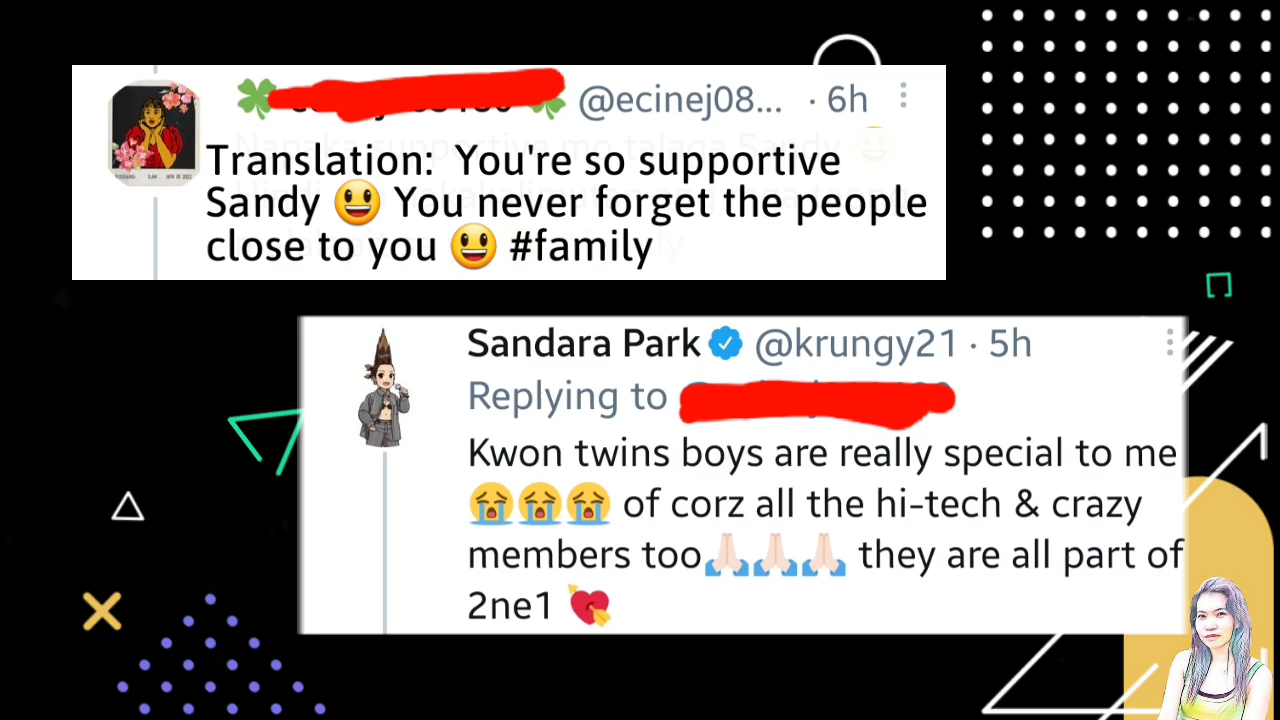 @ecinej08... · 6h
Translation: You're so supportive
Sandy 😃 You never forget the people
close to you 😃 #family
Sandara Park @krungy21 · 5h
Replying to
Kwon twins boys are really special to me
😭😭😭 of corz all the hi-tech & crazy
members too🙏🏻🙏🏻🙏🏻 they are all part of
2ne1 💘